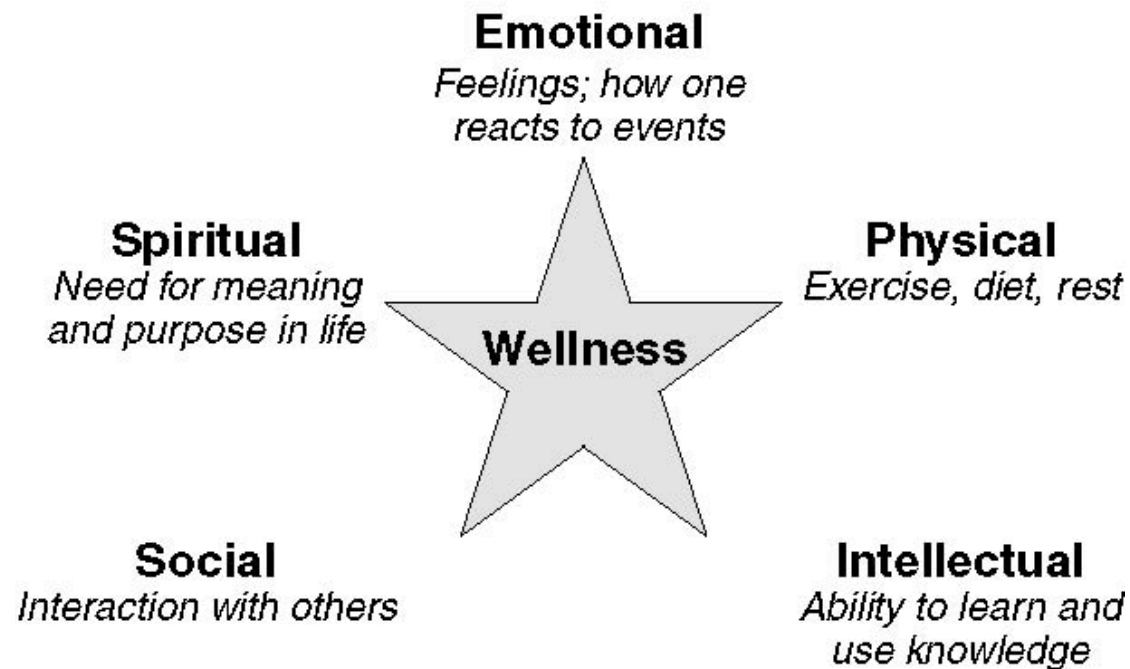 Emotional
Feelings; how one
reacts to events
Spiritual
Need for meaning
and purpose in life
Physical
Exercise, diet, rest
Wellness
Social
Interaction with others
Intellectual
Ability to learn and
use knowledge